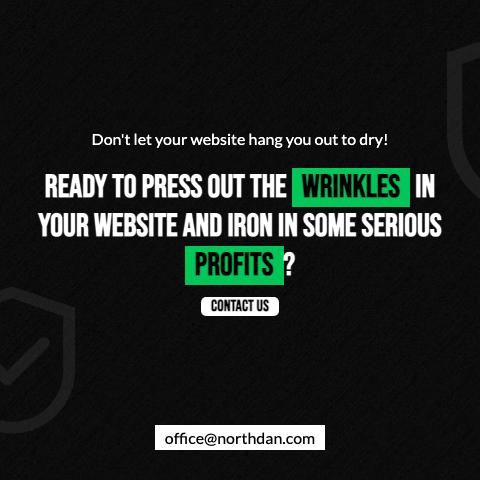 Don't let your website hang you out to dry!
READY TO PRESS OUT THE WRINKLES IN
YOUR WEBSITE AND IRON IN SOME SERIOUS
PROFITS?
CONTACT US
office@northdan.com